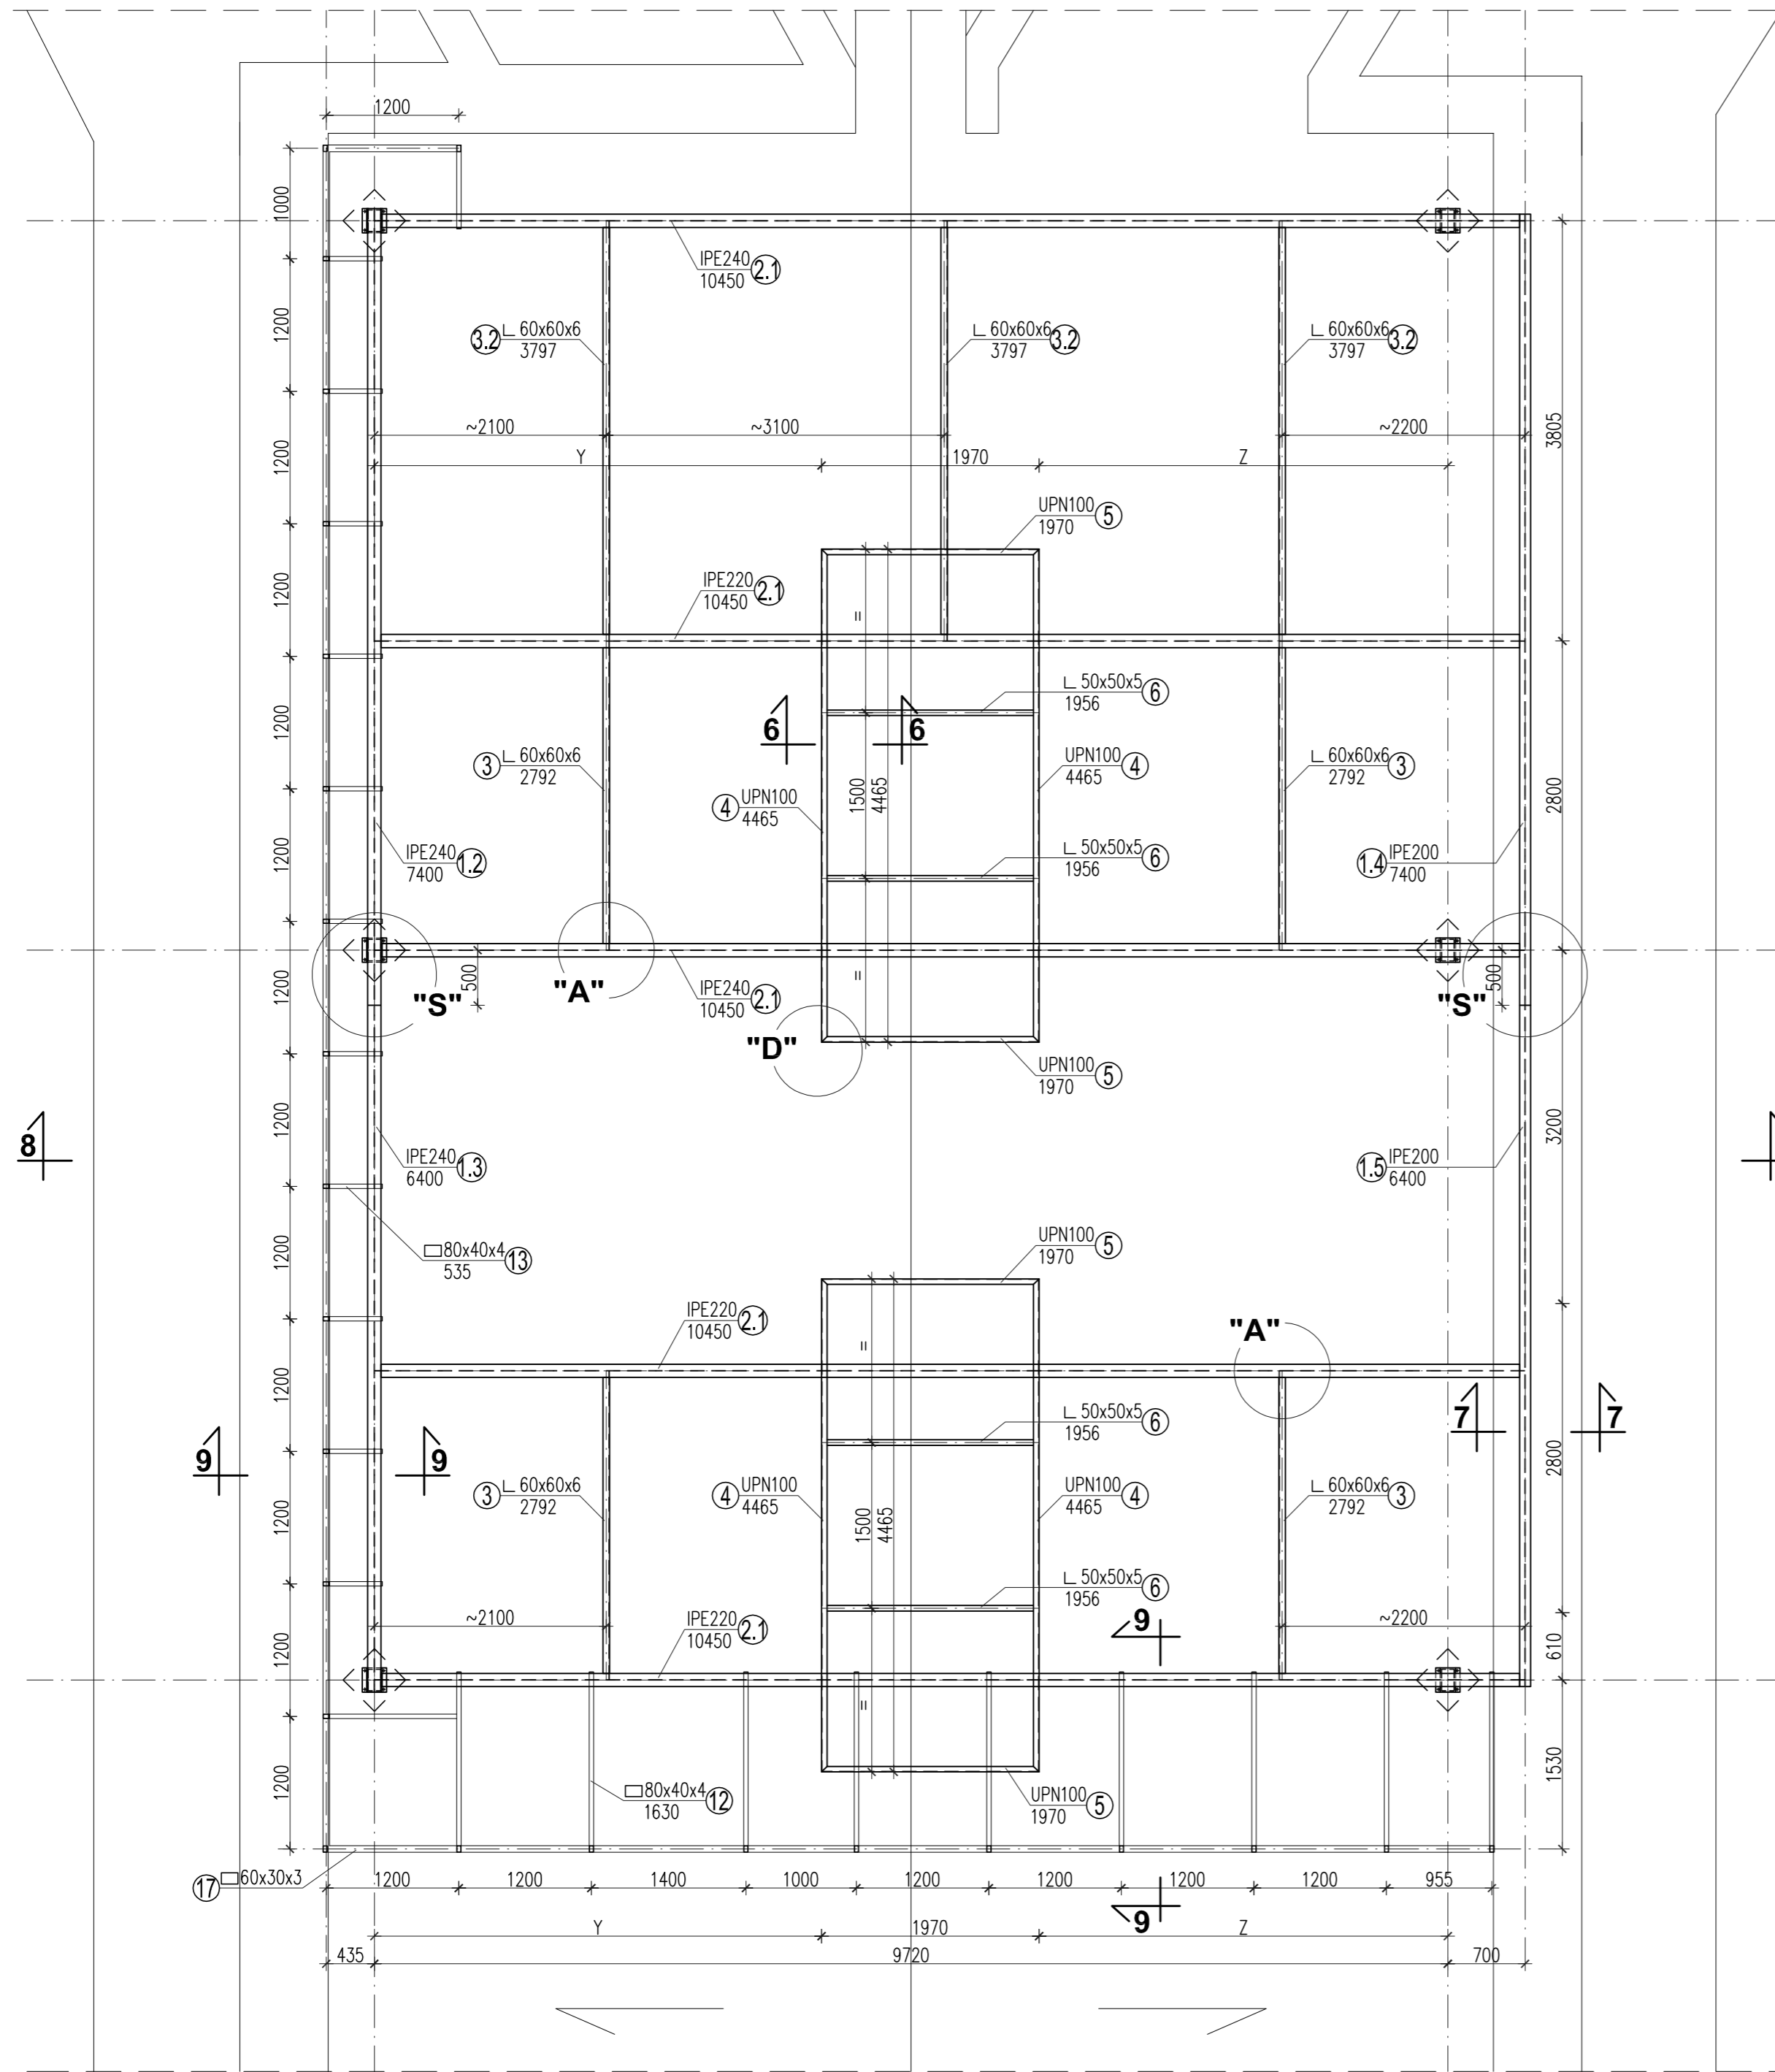 1200
1000
IPE240 2.1
10450
1200
3.2 L 60x60x6
3797
L 60x60x6 3.2
3797
L 60x60x6 3.2
3797
~2100
~3100
~2200
3805
Y
1970
Z
1200
UPN100 5
1970
IPE220 2.1
10450
1200
=
L 50x50x5 6
1956
6
6
1200
3 L 60x60x6
2792
UPN100 4
4465
L 60x60x6 3
2792
4 UPN100
4465
1500
4465
2800
1200
IPE240 1.2
7400
L 50x50x5 6
1956
1.4 IPE200
7400
1200
500
"S"
"A"
IPE240 2.1
10450
=
500
"S"
"D"
UPN100 5
1970
8
1200
3200
IPE240 1.3
6400
1.5 IPE200
6400
1200
80x40x4 13
535
UPN100 5
1970
IPE220 2.1
10450
=
"A"
1200
L 50x50x5 6
1956
7
7
9
9
2800
3 L 60x60x6
2792
4 UPN100
4465
1500
4465
UPN100 4
4465
L 60x60x6 3
2792
1200
L 50x50x5 6
1956
~2100
IPE220 2.1
10450
9
~2200
610
1200
=
80x40x4 12
1630
UPN100 5
1970
1530
1200
17 60x30x3
1200
1200
1400
1000
1200
1200
1200
1200
955
9
Y
1970
Z
435
9720
700